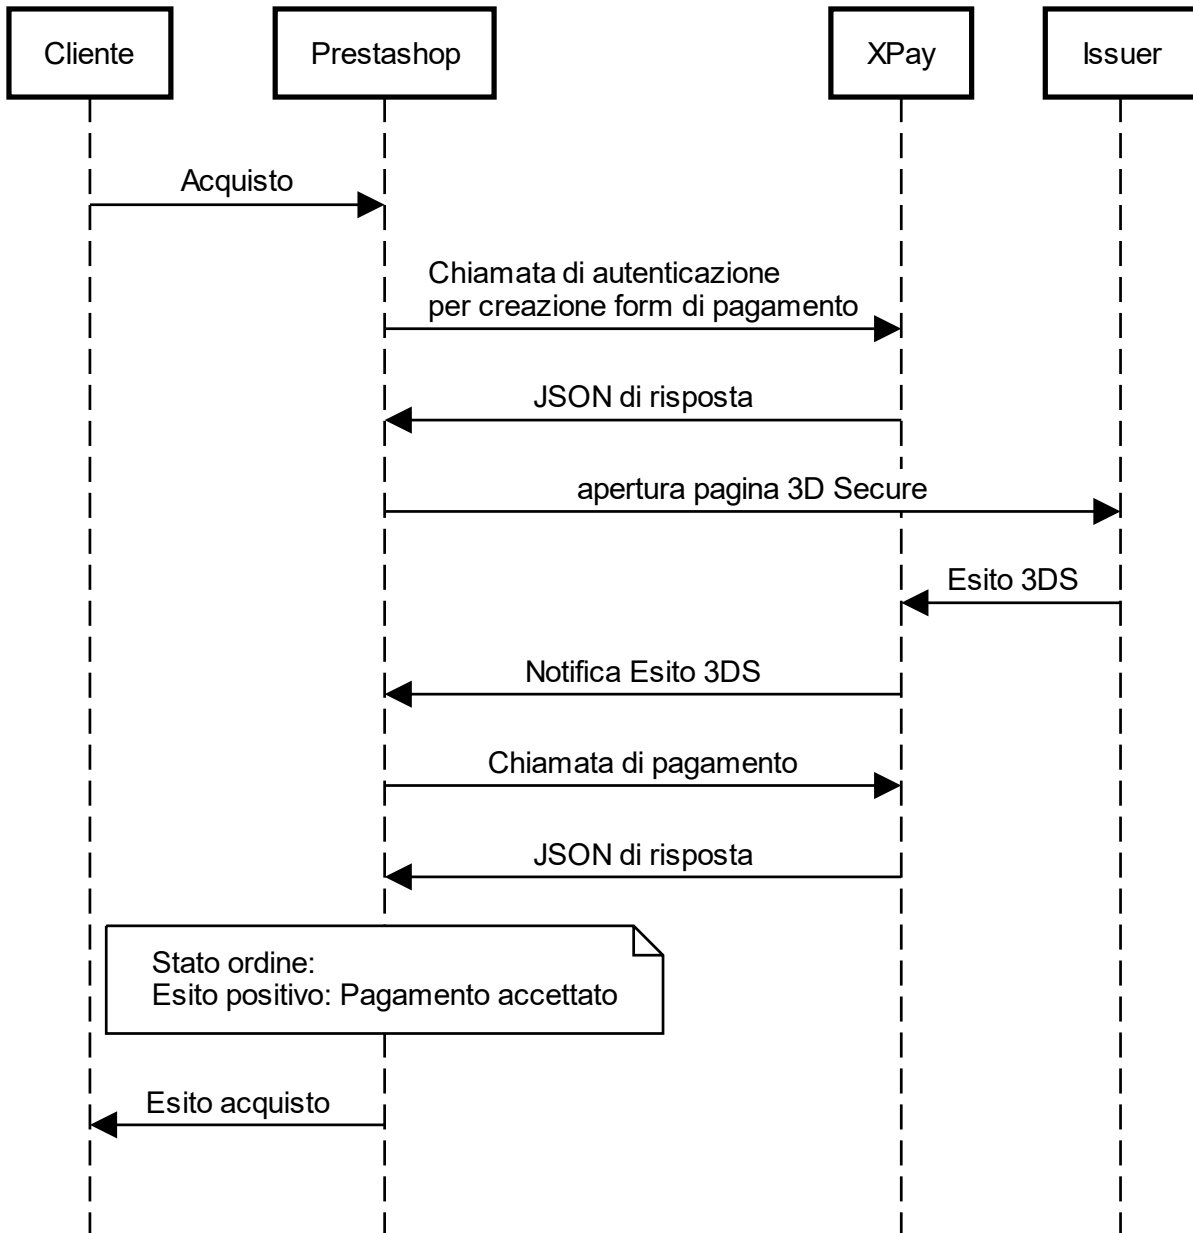 Cliente
Prestashop
XPay
Issuer
Acquisto
Chiamata di autenticazione
per creazione form di pagamento
JSON di risposta
apertura pagina 3D Secure
Esito 3DS
Notifica Esito 3DS
Chiamata di pagamento
JSON di risposta
Stato ordine:
Esito positivo: Pagamento accettato
Esito acquisto